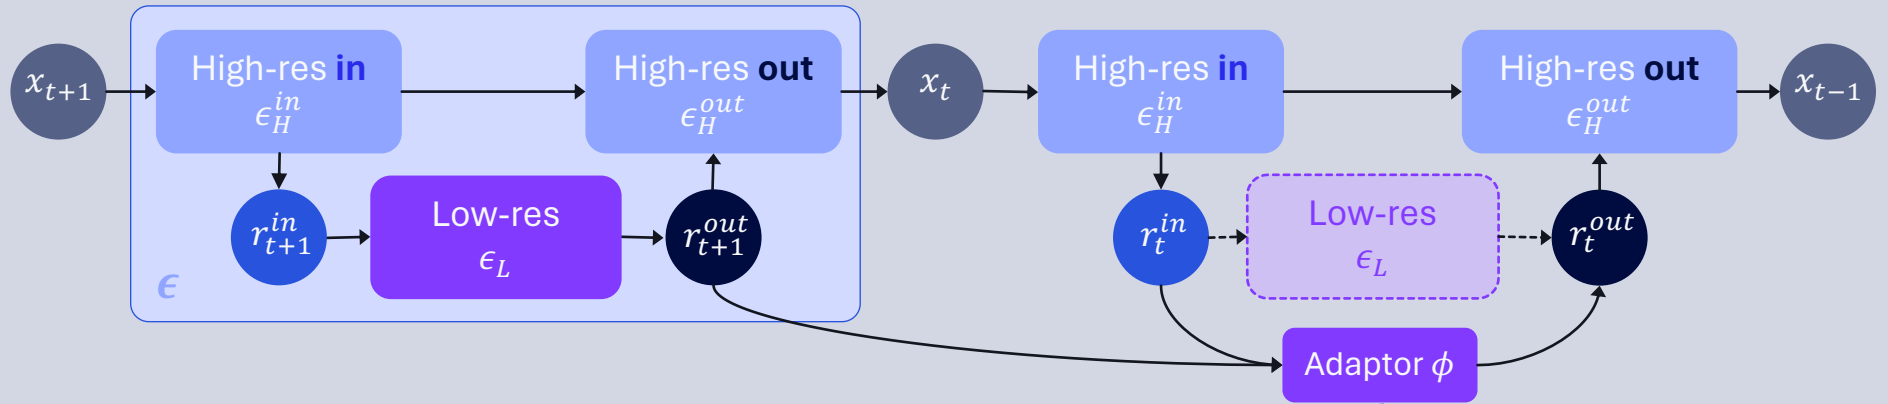 x_{t+1}
High-res in
ϵ_H^{in}
High-res out
ϵ_H^{out}
x_t
High-res in
ϵ_H^{in}
High-res out
ϵ_H^{out}
x_{t−1}
r_{t+1}^{in}
Low-res
ϵ_L
r_{t+1}^{out}
r_t^{in}
Low-res
ϵ_L
r_t^{out}
ϵ
Adaptor ϕ